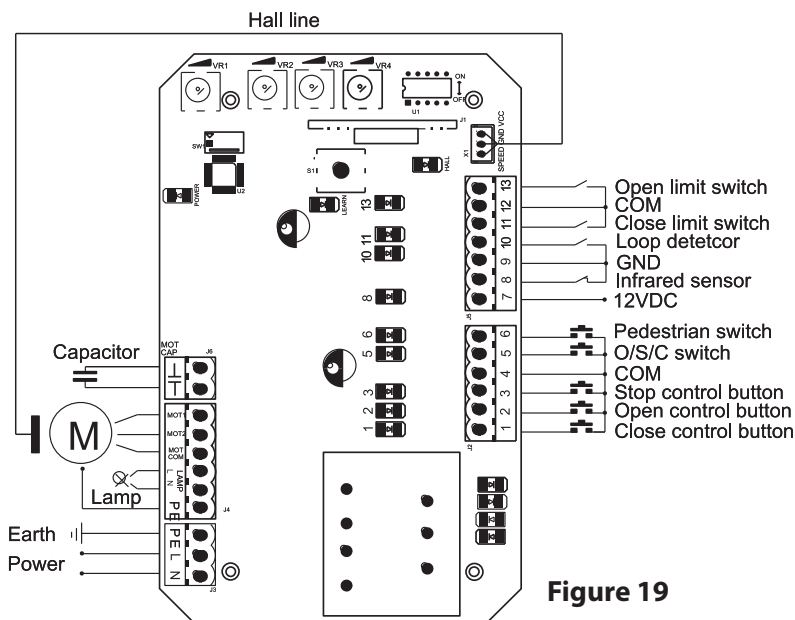 Hall line
VR1
VR2
VR3
VR4
ON
OFF
U1
J1
X1
SPEED GND VCC
SW1
U2
POWER
S1
LEARN
HALL
13
11
10
8
6
5
3
2
1
13 Open limit switch
12 COM
11 Close limit switch
10 Loop detetcor
9 GND
8 Infrared sensor
7 12VDC
J5
6 Pedestrian switch
5 O/S/C switch
4 COM
3 Stop control button
2 Open control button
1 Close control button
J2
Capacitor
MOT
CAP
J6
M
MOT1
MOT2
MOT
COM
L
N
LAMP
Lamp
PE
J4
Earth
Power
PE
L
N
J3
Figure 19